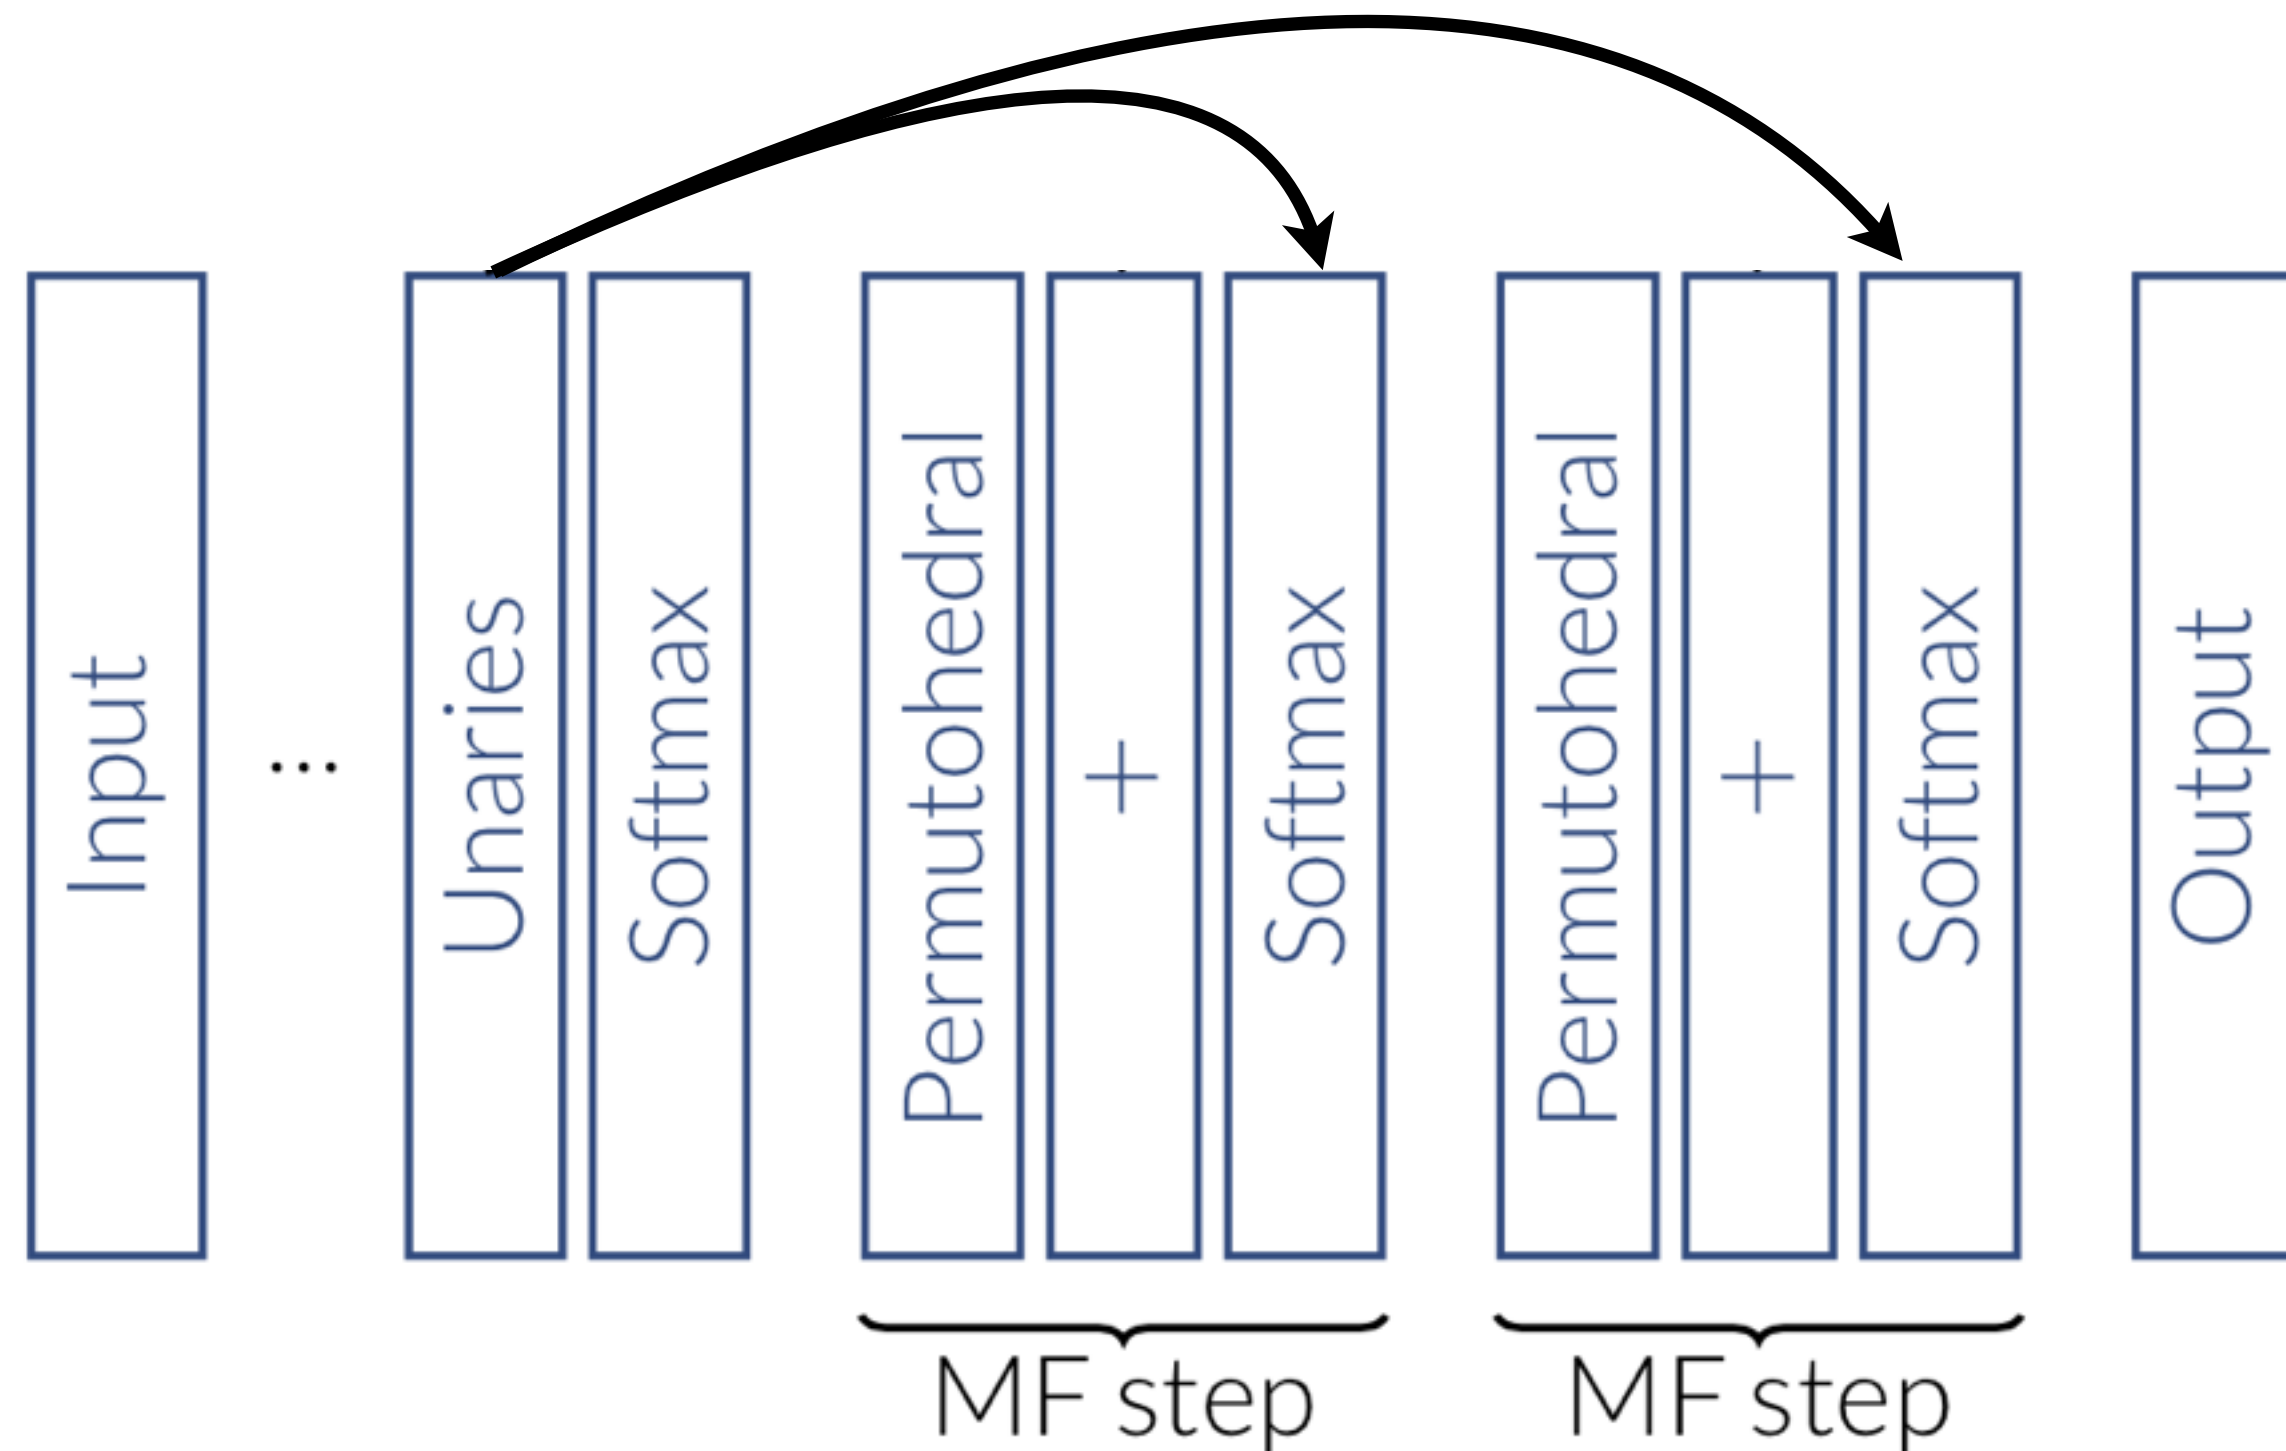 Input
...
Unaries
Softmax
Permutohedral
+
Softmax
Permutohedral
+
Softmax
Output
MF step
MF step